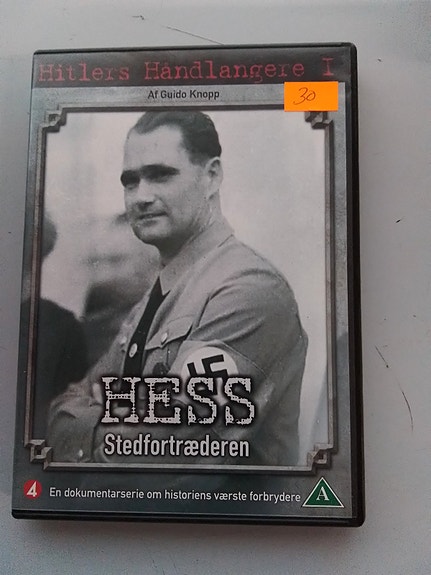 Hitlers Håndlangere I
Af Guido Knopp
30
HESS
Stedfortræderen
4
En dokumentarserie om historiens værste forbrydere
A